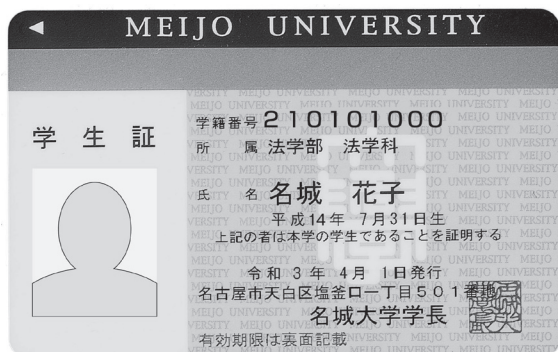 MEIJO UNIVERSITY
学生証
学籍番号 210101000
所属 法学部 法学科
氏名 名城 花子
平成14年 7月31日生
上記の者は本学の学生であることを証明する
令和 3年 4月 1日発行
名古屋市天白区塩釜口一丁目501番地
名城大学学長
有効期限は裏面記載